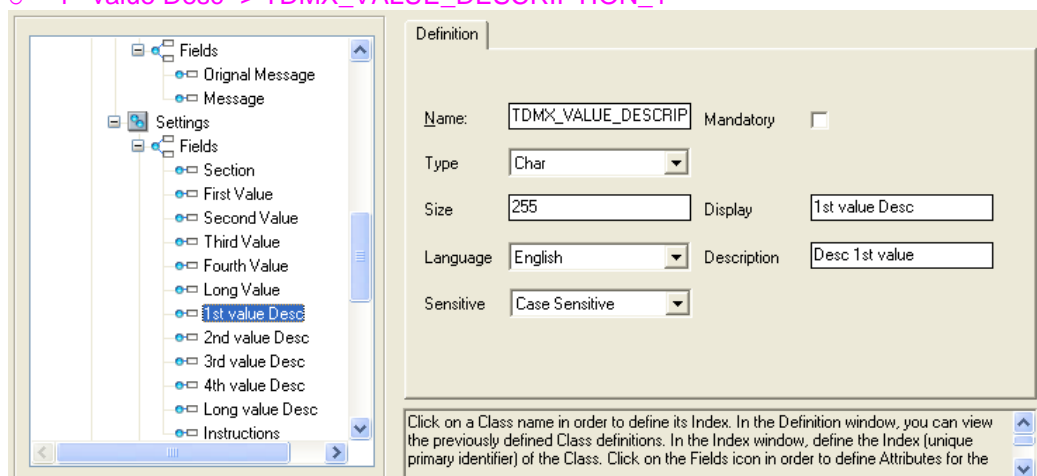 Fields
Orignal Message
Message
Settings
Fields
Section
First Value
Second Value
Third Value
Fourth Value
Long Value
1st value Desc
2nd value Desc
3rd value Desc
4th value Desc
Long value Desc
Instructions
Definition
Name: TDMX_VALUE_DESCRIP Mandatory
Type Char
Size 255 Display 1st value Desc
Language English Description Desc 1st value
Sensitive Case Sensitive
Click on a Class name in order to define its Index. In the Definition window, you can view
the previously defined Class definitions. In the Index window, define the Index (unique
primary identifier) of the Class. Click on the Fields icon in order to define Attributes for the